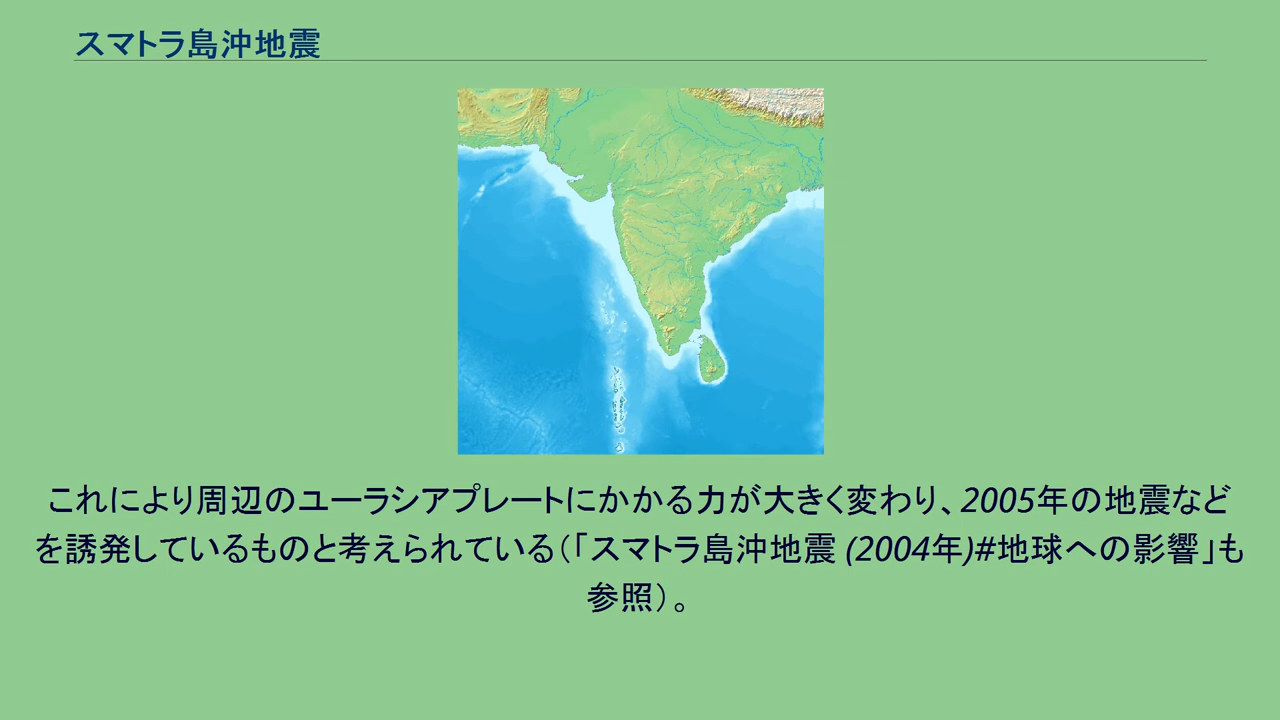 スマトラ島沖地震
これにより周辺のユーラシアプレートにかかる力が大きく変わり、2005年の地震など
を誘発しているものと考えられている（「スマトラ島沖地震 (2004年)#地球への影響」も
参照）。